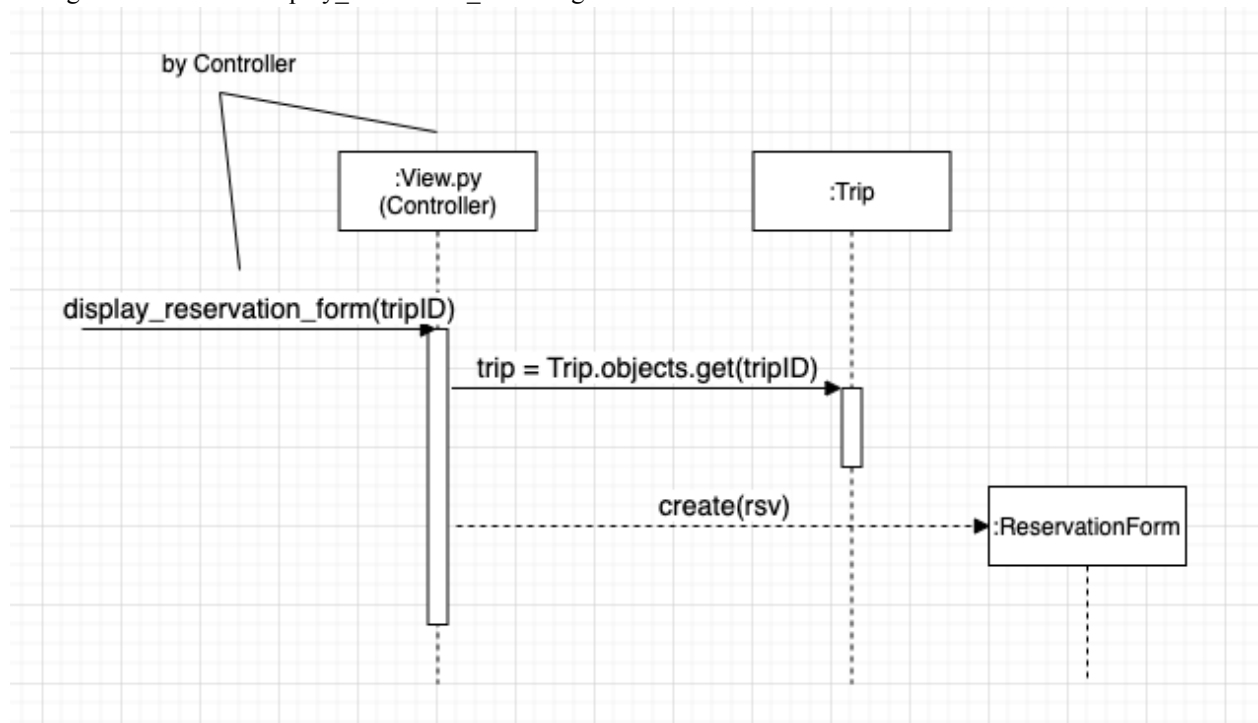 by Controller
:View.py
(Controller)
:Trip
display_reservation_form(tripID)
trip = Trip.objects.get(tripID)
create(rsv)
:ReservationForm